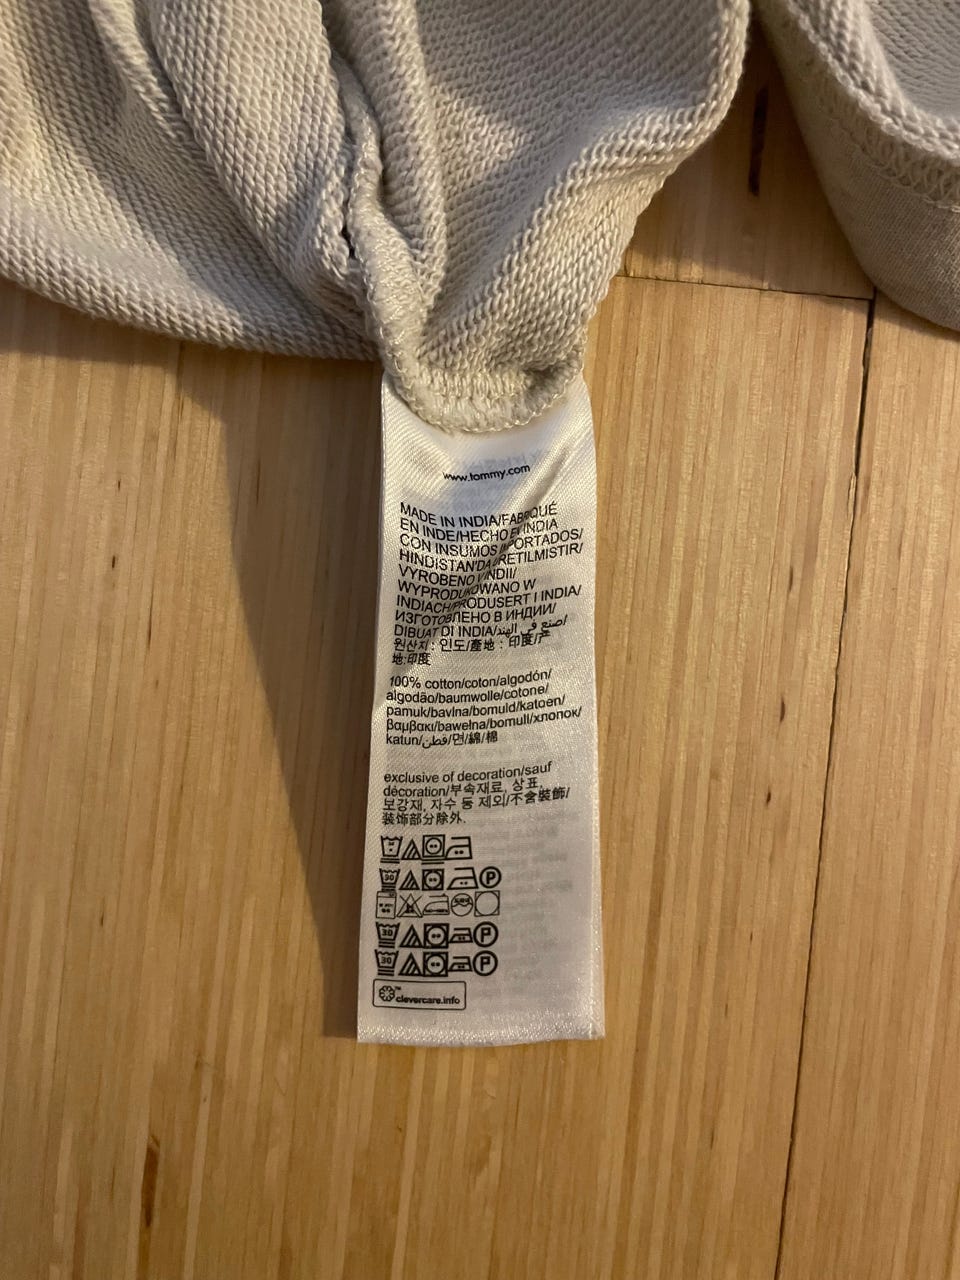 www.tommy.com
MADE IN INDIA/FABRIQUÉ
EN INDE/HECHO EN INDIA
CON INSUMOS IMPORTADOS/
HINDISTAN'DA ÜRETILMISTIR/
VYROBENO V INDII/
WYPRODUKOWANO W
INDIACH/PRODUSERT I INDIA/
ИЗГОТОВЛЕНО В ИНДИИ/
DIBUAT DI INDIA/صنع في الهند/
원산지 : 인도/產地 : 印度/产
地:印度
100% cotton/coton/algodón/
algodão/baumwolle/cotone/
pamuk/bavlna/bomuld/katoen/
βαμβακι/bawełna/bomull/хлопок/
katun/قطن/면/綿/棉
exclusive of decoration/sauf
décoration/부속재료, 상표,
보강재, 자수 등 제외/不含裝飾/
装饰部分除外.
30 P
30 P
30 P
clevercare.info